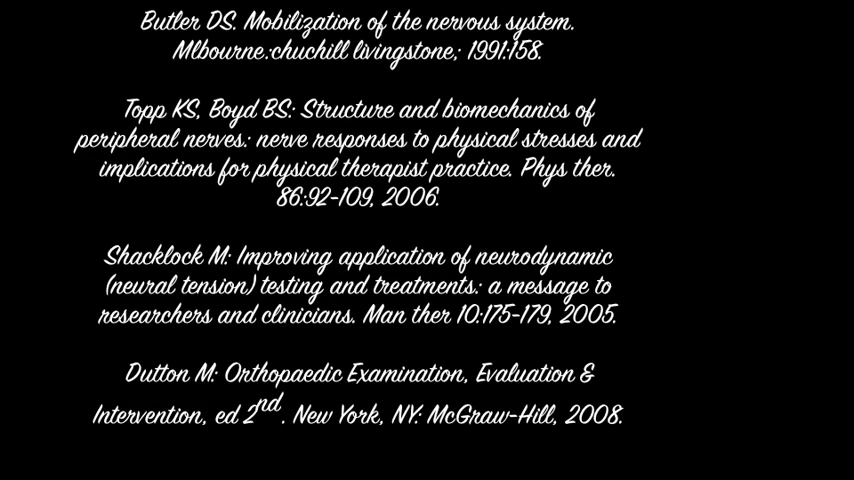 Butler DS. Mobilization of the nervous system.
Mlbourne:chuchill livingstone; 1991:158.
Topp KS, Boyd BS: Structure and biomechanics of
peripheral nerves: nerve responses to physical stresses and
implications for physical therapist practice. Phys ther.
86:92-109, 2006.
Shacklock M: Improving application of neurodynamic
(neural tension) testing and treatments: a message to
researchers and clinicians. Man ther 10:175-179, 2005.
Dutton M: Orthopaedic Examination, Evaluation &
Intervention, ed 2nd. New York, NY: McGraw-Hill, 2008.